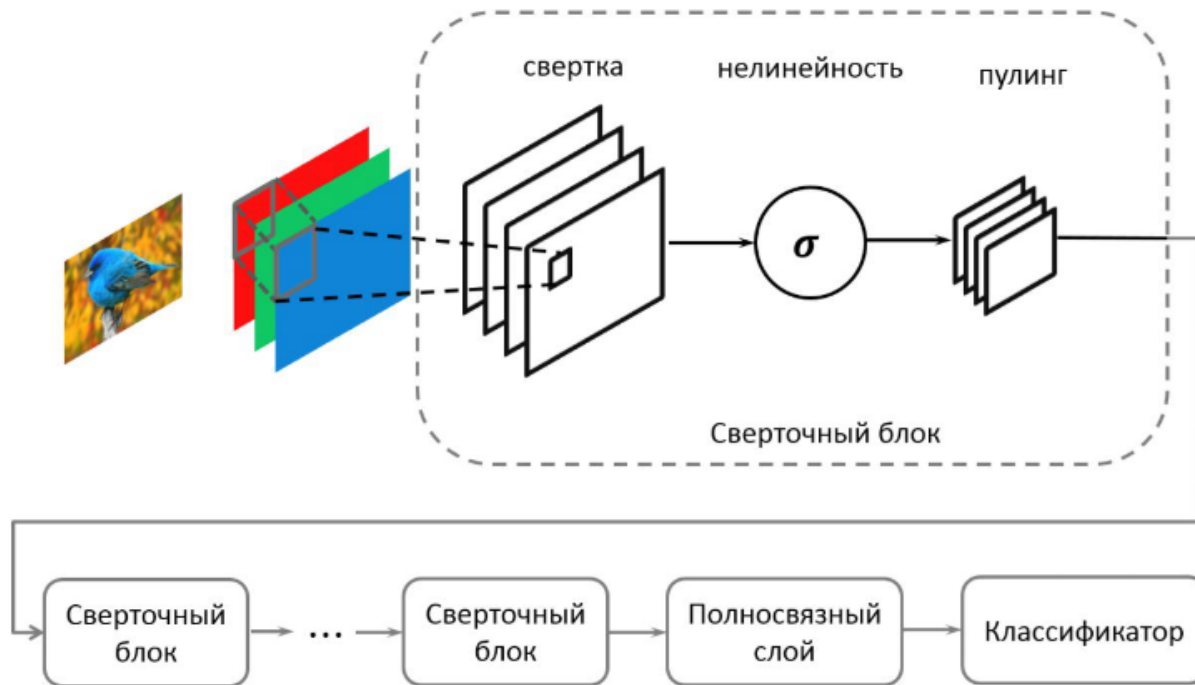 свертка нелинейность пулинг
σ
Сверточный блок
Сверточный
блок
...
Сверточный
блок
Полносвязный
слой
Классификатор